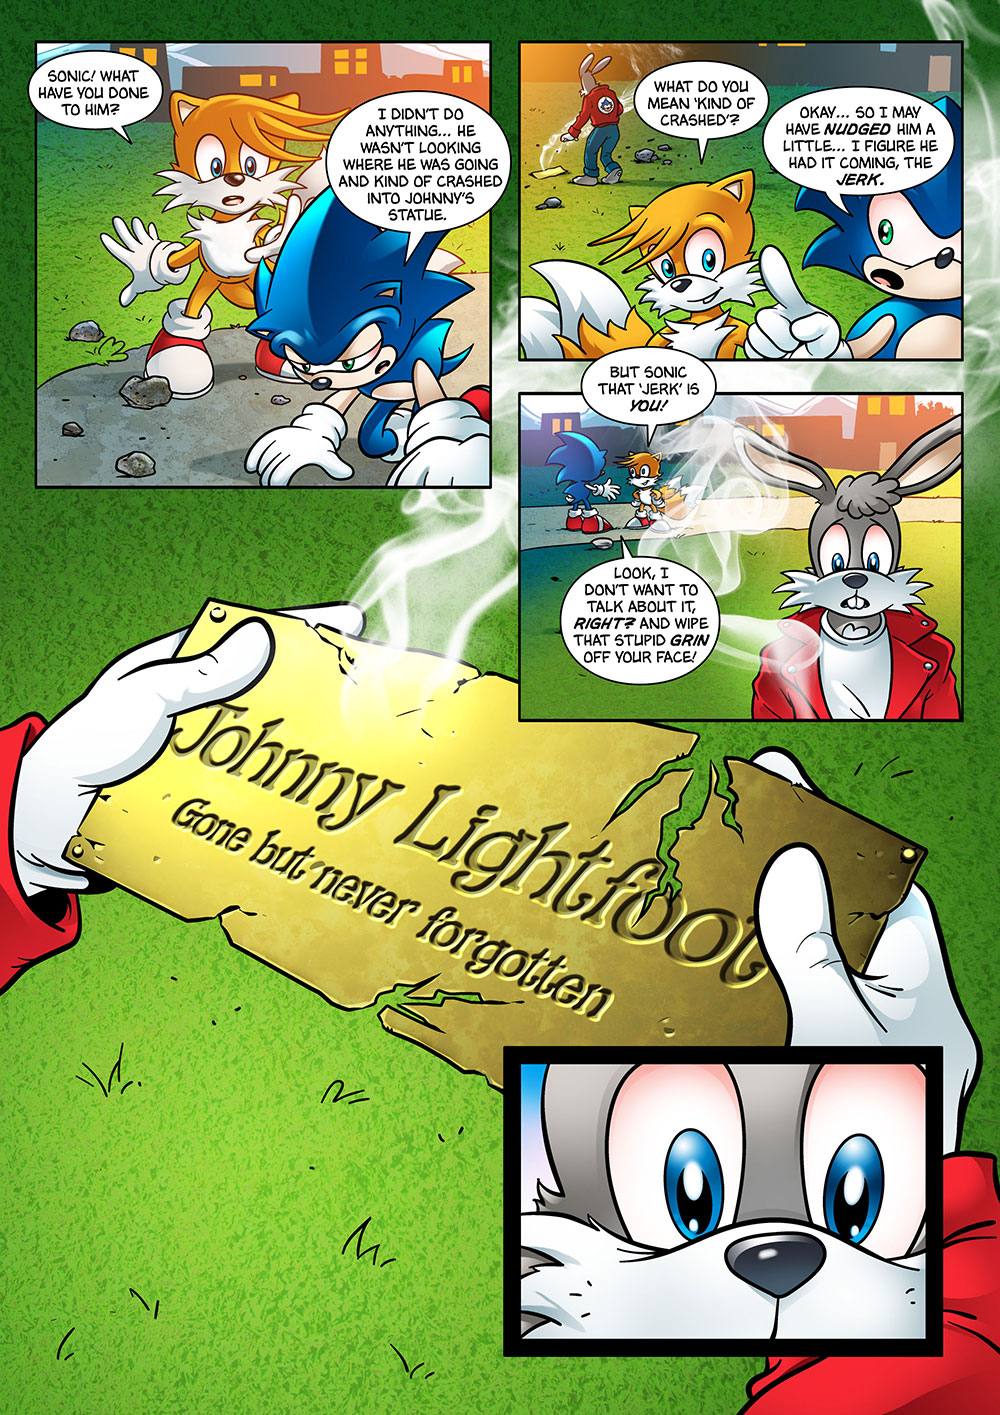 SONIC! WHAT
HAVE YOU DONE
TO HIM?
I DIDN'T DO
ANYTHING... HE
WASN'T LOOKING
WHERE HE WAS GOING
AND KIND OF CRASHED
INTO JOHNNY'S
STATUE.
WHAT DO YOU
MEAN 'KIND OF
CRASHED'?
OKAY... SO I MAY
HAVE NUDGED HIM A
LITTLE... I FIGURE HE
HAD IT COMING, THE
JERK.
BUT SONIC
THAT 'JERK' IS
YOU!
LOOK, I
DON'T WANT TO
TALK ABOUT IT,
RIGHT? AND WIPE
THAT STUPID GRIN
OFF YOUR FACE!
Johnny Lightfoot,
Gone but never forgotten